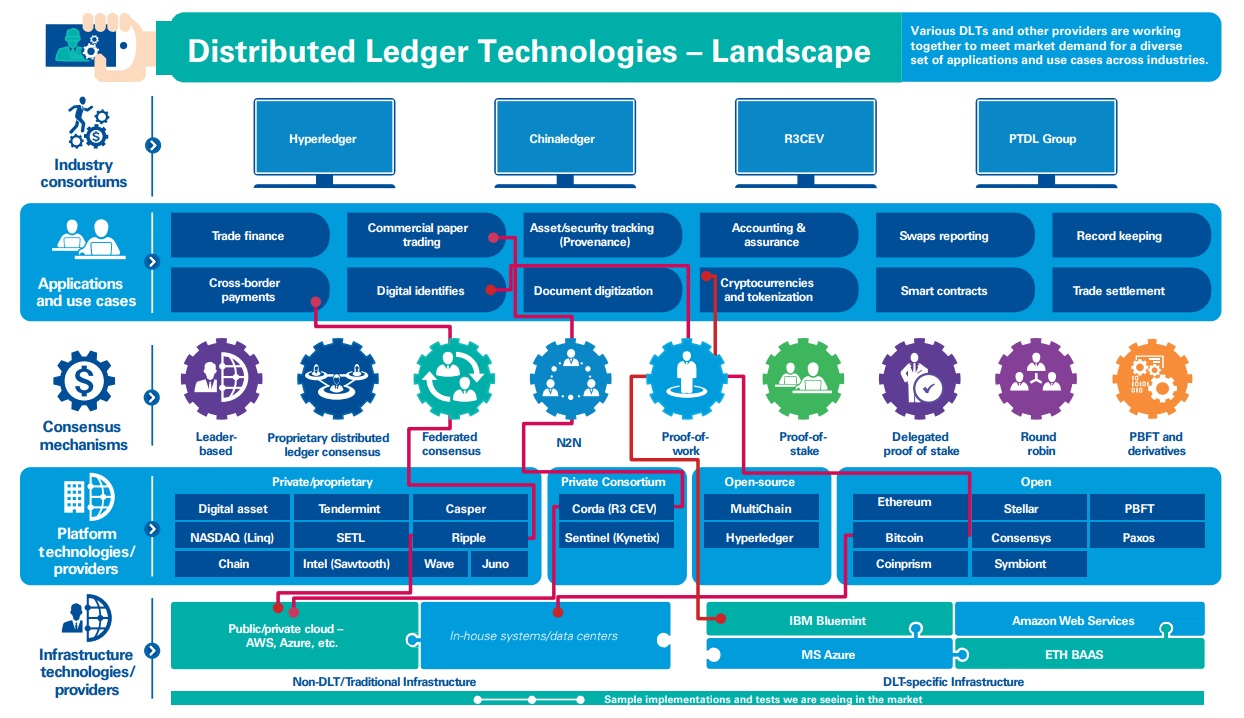 Distributed Ledger Technologies – Landscape
Various DLTs and other providers are working
together to meet market demand for a diverse
set of applications and use cases across industries.
$
Industry
consortiums
Hyperledger
Chinaledger
R3CEV
PTDL Group
Applications
and use cases
Trade finance
Commercial paper
trading
Asset/security tracking
(Provenance)
Accounting &
assurance
Swaps reporting
Record keeping
Cross-border
payments
Digital identifies
Document digitization
Cryptocurrencies
and tokenization
Smart contracts
Trade settlement
$
Consensus
mechanisms
Leader-
based
Proprietary distributed
ledger consensus
Federated
consensus
N2N
Proof-of-
work
Proof-of-
stake
Delegated
proof of stake
Round
robin
PBFT and
derivatives
Platform
technologies/
providers
Private/proprietary
Digital asset
Tendermint
Casper
NASDAQ (Linq)
SETL
Ripple
Chain
Intel (Sawtooth)
Wave
Juno
Private Consortium
Corda (R3 CEV)
Sentinel (Kynetix)
Open-source
MultiChain
Hyperledger
Open
Ethereum
Stellar
PBFT
Bitcoin
Consensys
Paxos
Coinprism
Symbiont
Infrastructure
technologies/
providers
Public/private cloud –
AWS, Azure, etc.
In-house systems/data centers
IBM Bluemint
Amazon Web Services
MS Azure
ETH BAAS
Non-DLT/Traditional Infrastructure
DLT-specific Infrastructure
Sample implementations and tests we are seeing in the market